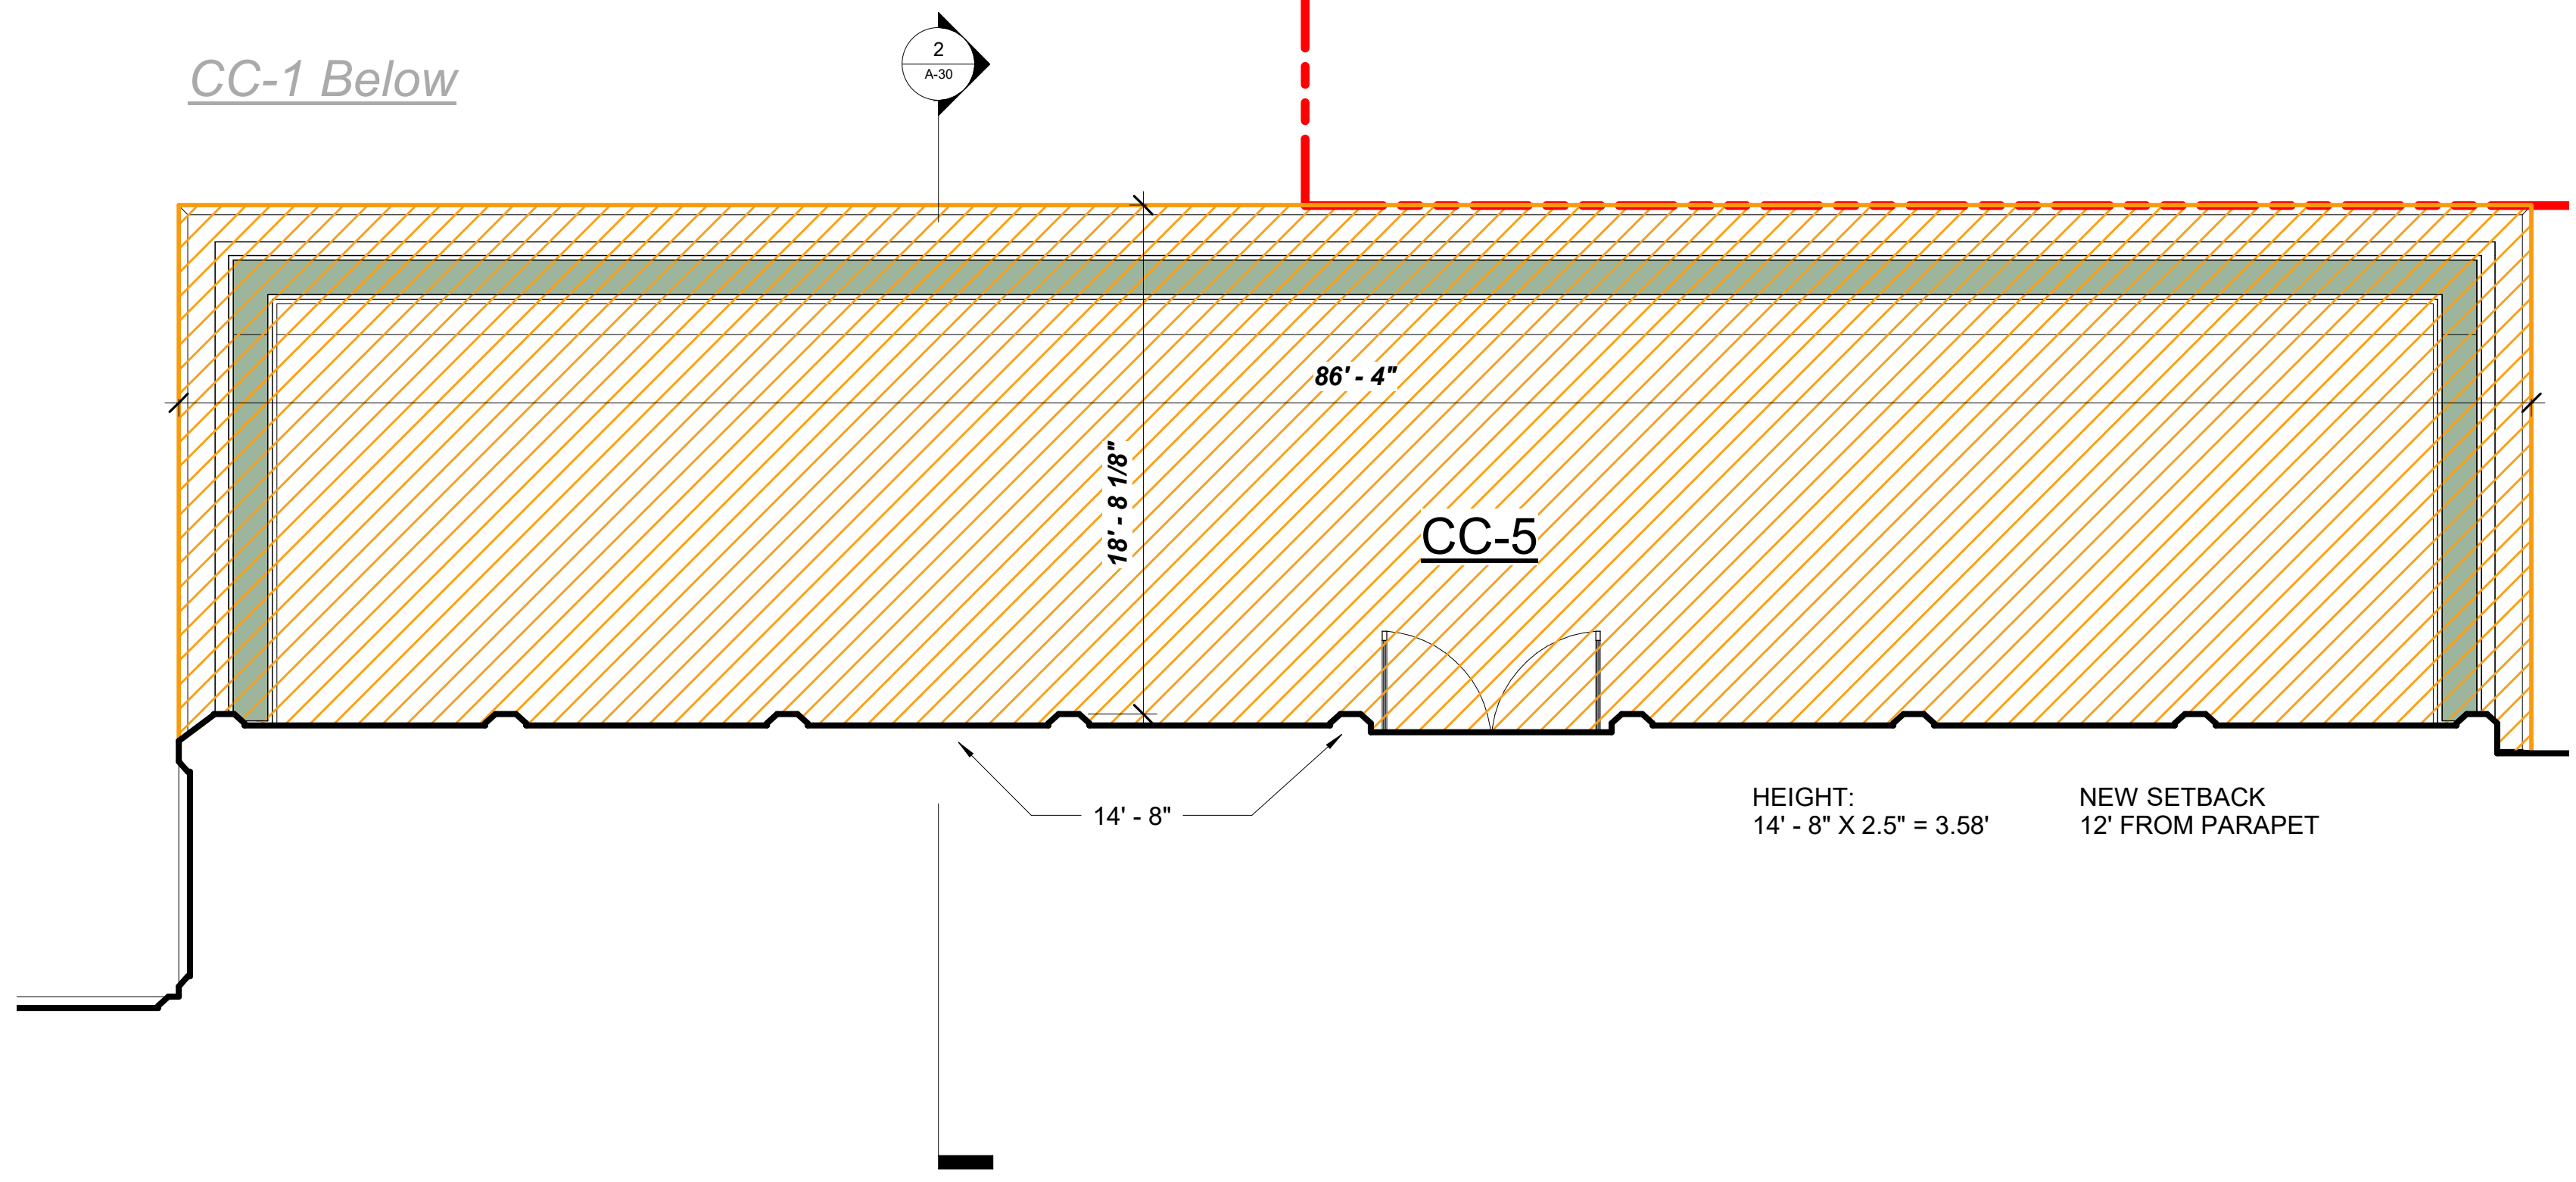 CC-1 Below
2
A-30
86' - 4"
18' - 8 1/8"
CC-5
14' - 8"
HEIGHT:
14' - 8" X 2.5" = 3.58'
NEW SETBACK
12' FROM PARAPET